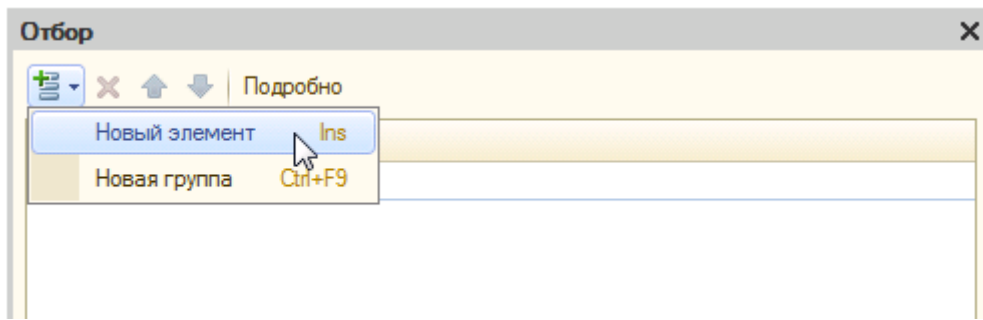 Отбор
Подробно
Новый элемент Ins
Новая группа Ctrl+F9